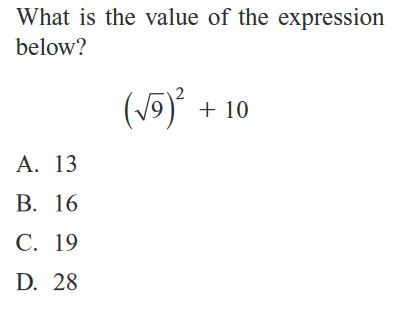 What is the value of the expression
below?
(√9)² + 10
A. 13
B. 16
C. 19
D. 28